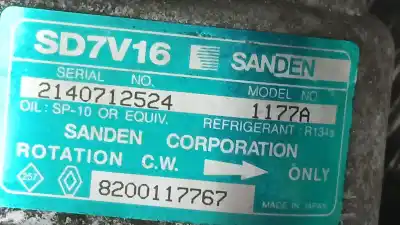 SD7V16 SANDEN
SERIAL NO. MODEL NO.
2140712524 1177A
OIL: SP-10 OR EQUIV. REFRIGERANT: R134a
SANDEN CORPORATION
ROTATION C.W. ONLY
257 8200117767
MADE IN JAPAN